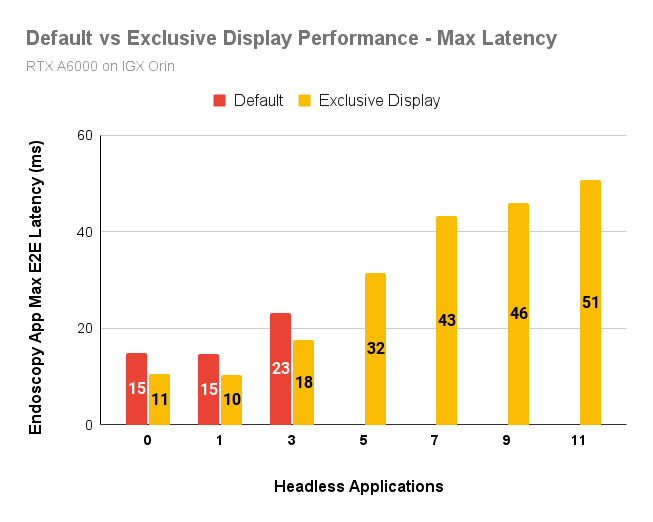 Default vs Exclusive Display Performance - Max Latency
RTX A6000 on IGX Orin
Default
Exclusive Display
Endoscopy App Max E2E Latency (ms)
60
40
20
0
15 11
15 10
23 18
32
43
46
51
0 1 3 5 7 9 11
Headless Applications